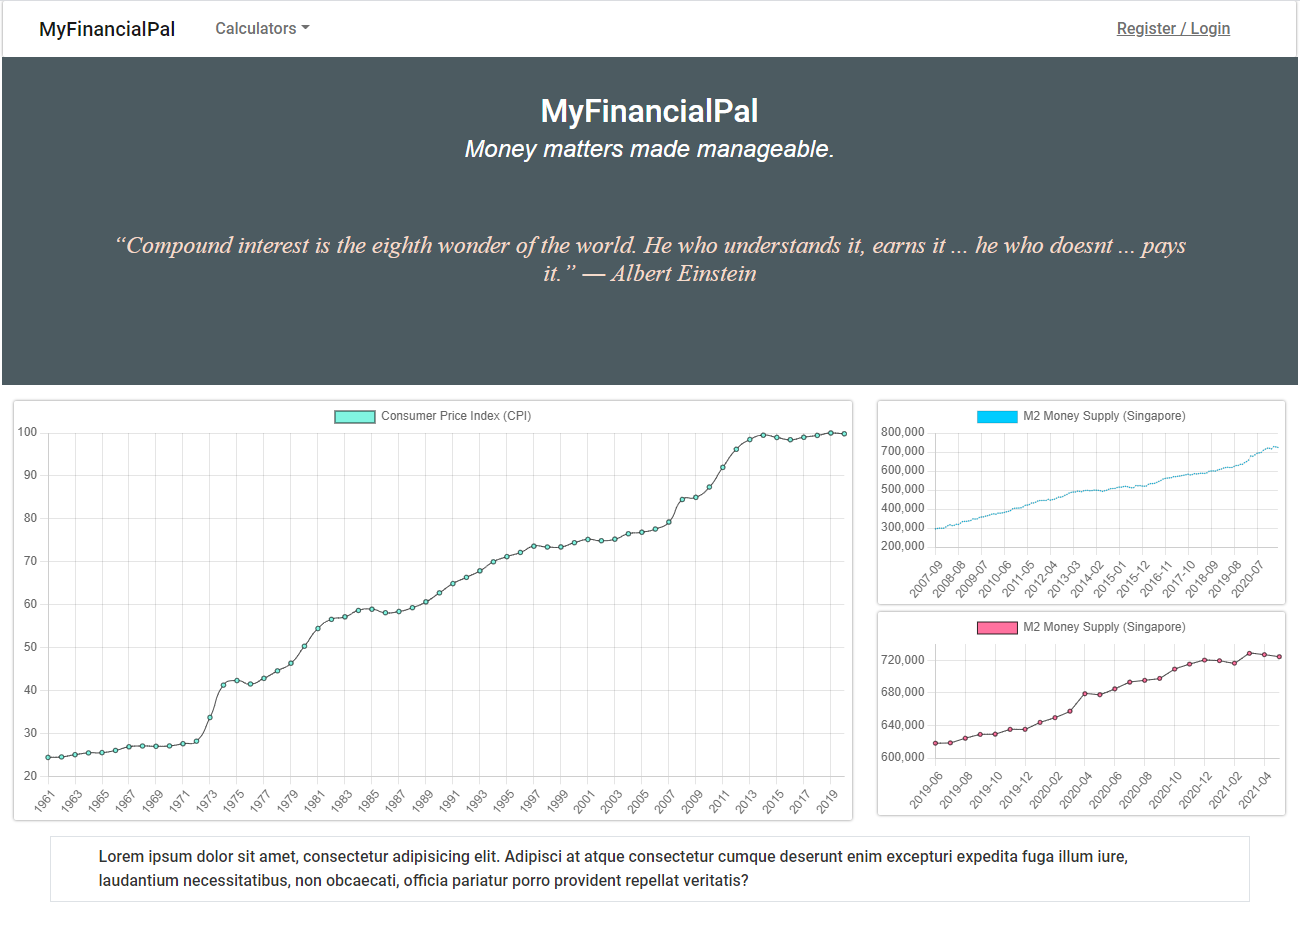 MyFinancialPal Calculators Register / Login
MyFinancialPal
Money matters made manageable.
“Compound interest is the eighth wonder of the world. He who understands it, earns it ... he who doesnt ... pays
it.” — Albert Einstein
Consumer Price Index (CPI)
100
90
80
70
60
50
40
30
20
1961 1963 1965 1967 1969 1971 1973 1975 1977 1979 1981 1983 1985 1987 1989 1991 1993 1995 1997 1999 2001 2003 2005 2007 2009 2011 2013 2015 2017 2019
M2 Money Supply (Singapore)
800,000
700,000
600,000
500,000
400,000
300,000
200,000
2007-09 2008-08 2009-07 2010-06 2011-05 2012-04 2013-03 2014-02 2015-01 2015-12 2016-11 2017-10 2018-09 2019-08 2020-07
M2 Money Supply (Singapore)
720,000
680,000
640,000
600,000
2019-06 2019-08 2019-10 2019-12 2020-02 2020-04 2020-06 2020-08 2020-10 2020-12 2021-02 2021-04
Lorem ipsum dolor sit amet, consectetur adipisicing elit. Adipisci at atque consectetur cumque deserunt enim excepturi expedita fuga illum iure,
laudantium necessitatibus, non obcaecati, officia pariatur porro provident repellat veritatis?